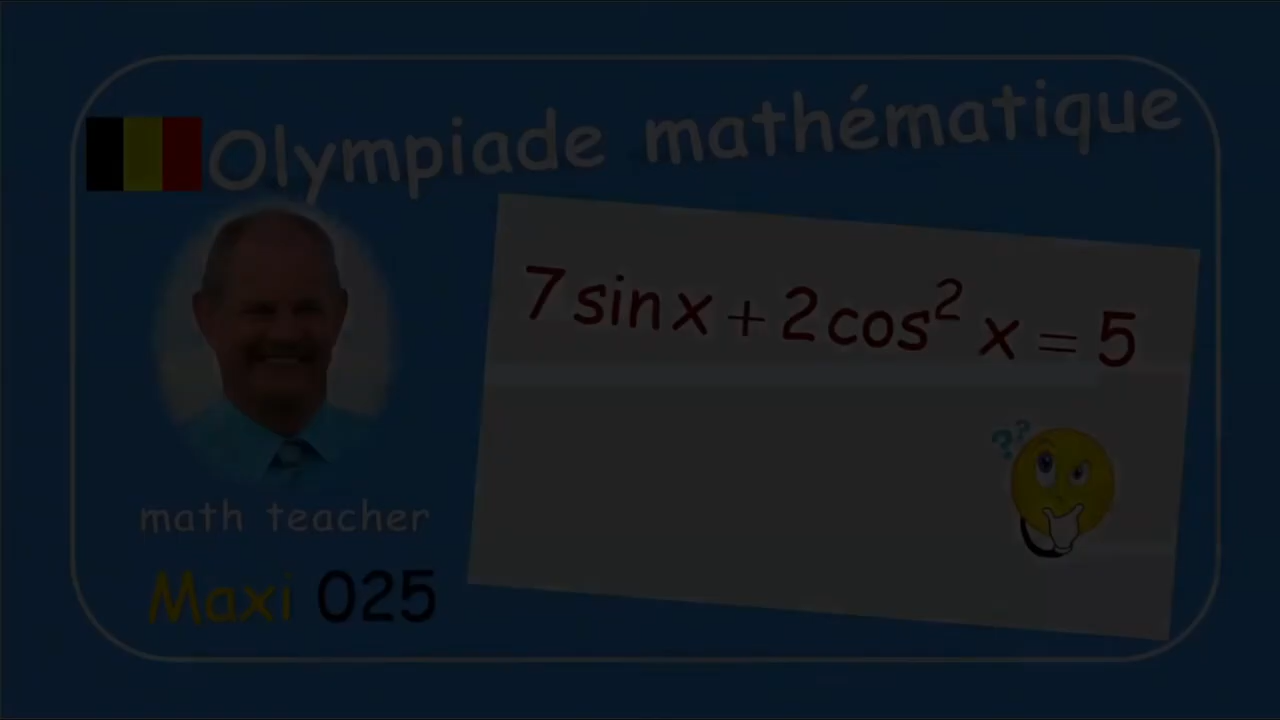 Olympiade mathématique
7 sin x + 2 cos² x = 5
??
math teacher
Maxi 025